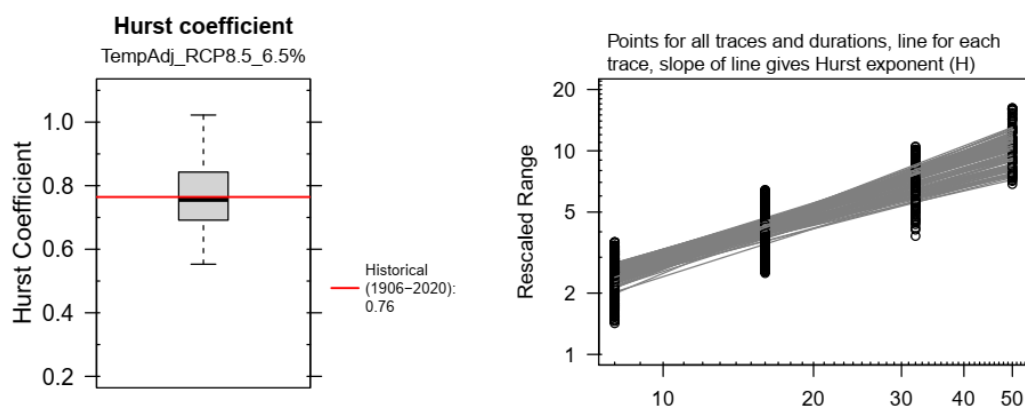 Hurst coefficient
TempAdj_RCP8.5_6.5%
Hurst Coefficient
1.0
0.8
0.6
0.4
0.2
Historical
(1906−2020):
0.76
Points for all traces and durations, line for each
trace, slope of line gives Hurst exponent (H)
Rescaled Range
20
10
5
2
1
10
20
30
40
50